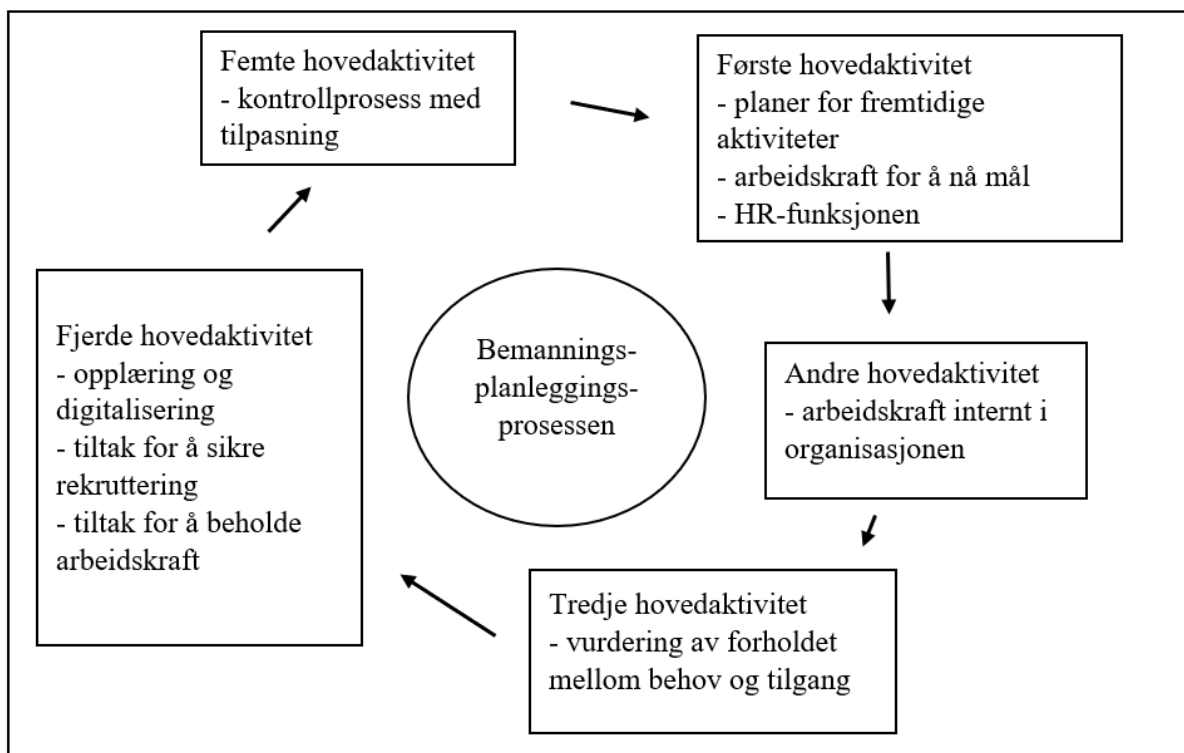 Femte hovedaktivitet
- kontrollprosess med
tilpasning
Første hovedaktivitet
- planer for fremtidige
aktiviteter
- arbeidskraft for å nå mål
- HR-funksjonen
Andre hovedaktivitet
- arbeidskraft internt i
organisasjonen
Tredje hovedaktivitet
- vurdering av forholdet
mellom behov og tilgang
Fjerde hovedaktivitet
- opplæring og
digitalisering
- tiltak for å sikre
rekruttering
- tiltak for å beholde
arbeidskraft
Bemannings-
planleggings-
prosessen